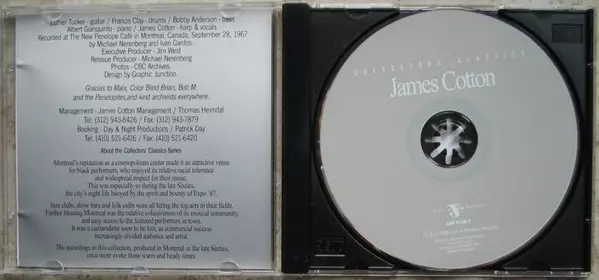 Luther Tucker - guitar / Francis Clay - drums / Bobby Anderson - bass
Albert Gianquinto - piano / James Cotton - harp & vocals
Recorded at The New Penelope Café in Montreal, Canada, September 28, 1967
by Michael Nerenberg and Ivan Gardos.
Executive Producer - Jim West
Reissue Producer - Michael Nerenberg
Photos - CBC Archives.
Design by Graphic Junction.
Gracias to Malx, Color Blind Brian, Bob M.
and the Penelopites,and kind archivists everywhere.
Management - James Cotton Management / Thomas Heimdal
Tel: (312) 943-8426 / Fax: (312) 943-7879
Booking - Day & Night Productions / Patrick Day
Tel: (410) 521-6416 / Fax: (410) 521-6420
About the Collectors' Classics Series
Montreal's reputation as a cosmopolitan center made it an attractive venue
for black performers, who enjoyed its relative racial tolerance
and widespread respect for their music.
This was especially so during the late Sixties,
the city's night life buoyed by the spirit and bounty of Expo '67.
Jazz clubs, show bars and folk cafés were all hiring the top acts in their fields.
Further blessing Montreal was the relative cohesiveness of its musical community,
and easy access to the featured performers in town.
It was a camaraderie soon to be lost, as commercial success
increasingly divided audience and artist.
The recordings in this collection, produced in Montreal in the late Sixties,
once more evoke those warm and heady times.
COLLECTORS' CLASSICS
James Cotton